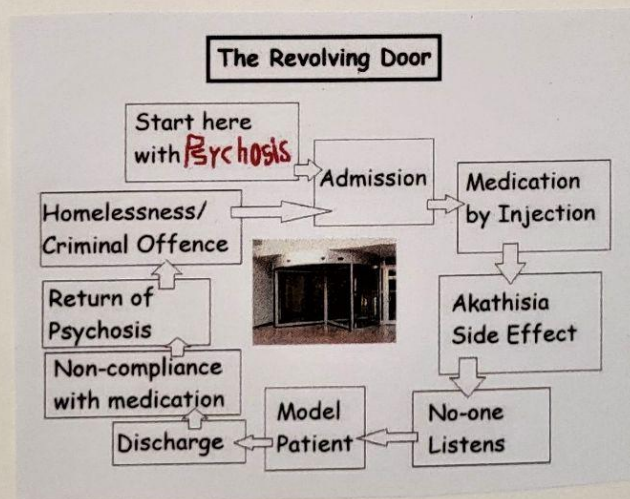 The Revolving Door
Start here
with Psychosis
Admission
Medication
by Injection
Akathisia
Side Effect
No-one
Listens
Model
Patient
Discharge
Non-compliance
with medication
Return of
Psychosis
Homelessness/
Criminal Offence